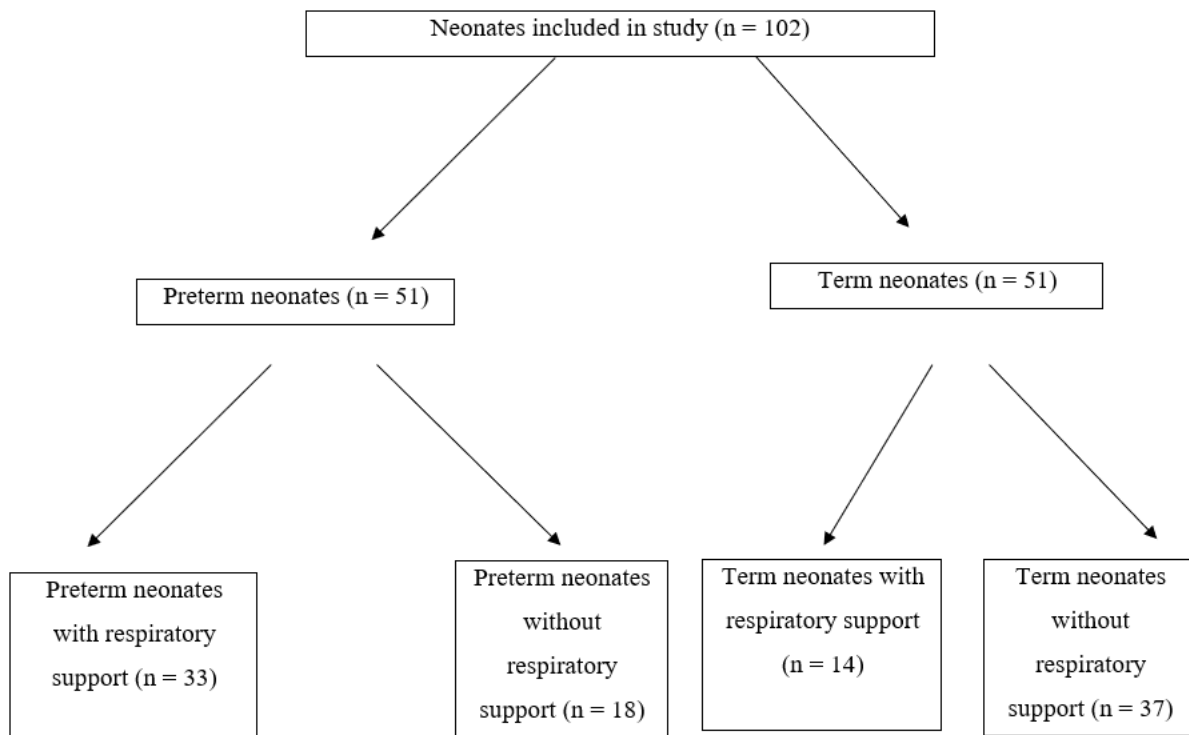 Neonates included in study (n = 102)
Preterm neonates (n = 51)
Term neonates (n = 51)
Preterm neonates
with respiratory
support (n = 33)
Preterm neonates
without
respiratory
support (n = 18)
Term neonates with
respiratory support
(n = 14)
Term neonates
without
respiratory
support (n = 37)